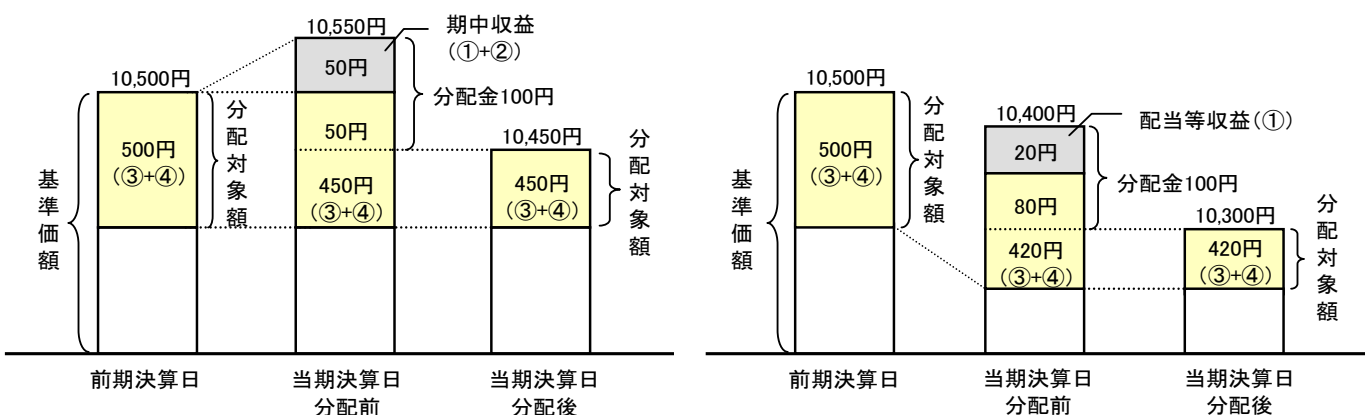 10,550円
期中収益
(①+②)
10,500円
50円
分配金100円
分配対象額
500円
(③+④)
50円
10,450円
分配対象額
基準価額
450円
(③+④)
450円
(③+④)
前期決算日
当期決算日
分配前
当期決算日
分配後
10,500円
10,400円
配当等収益(①)
分配対象額
20円
500円
(③+④)
分配金100円
80円
10,300円
分配対象額
基準価額
420円
(③+④)
420円
(③+④)
前期決算日
当期決算日
分配前
当期決算日
分配後